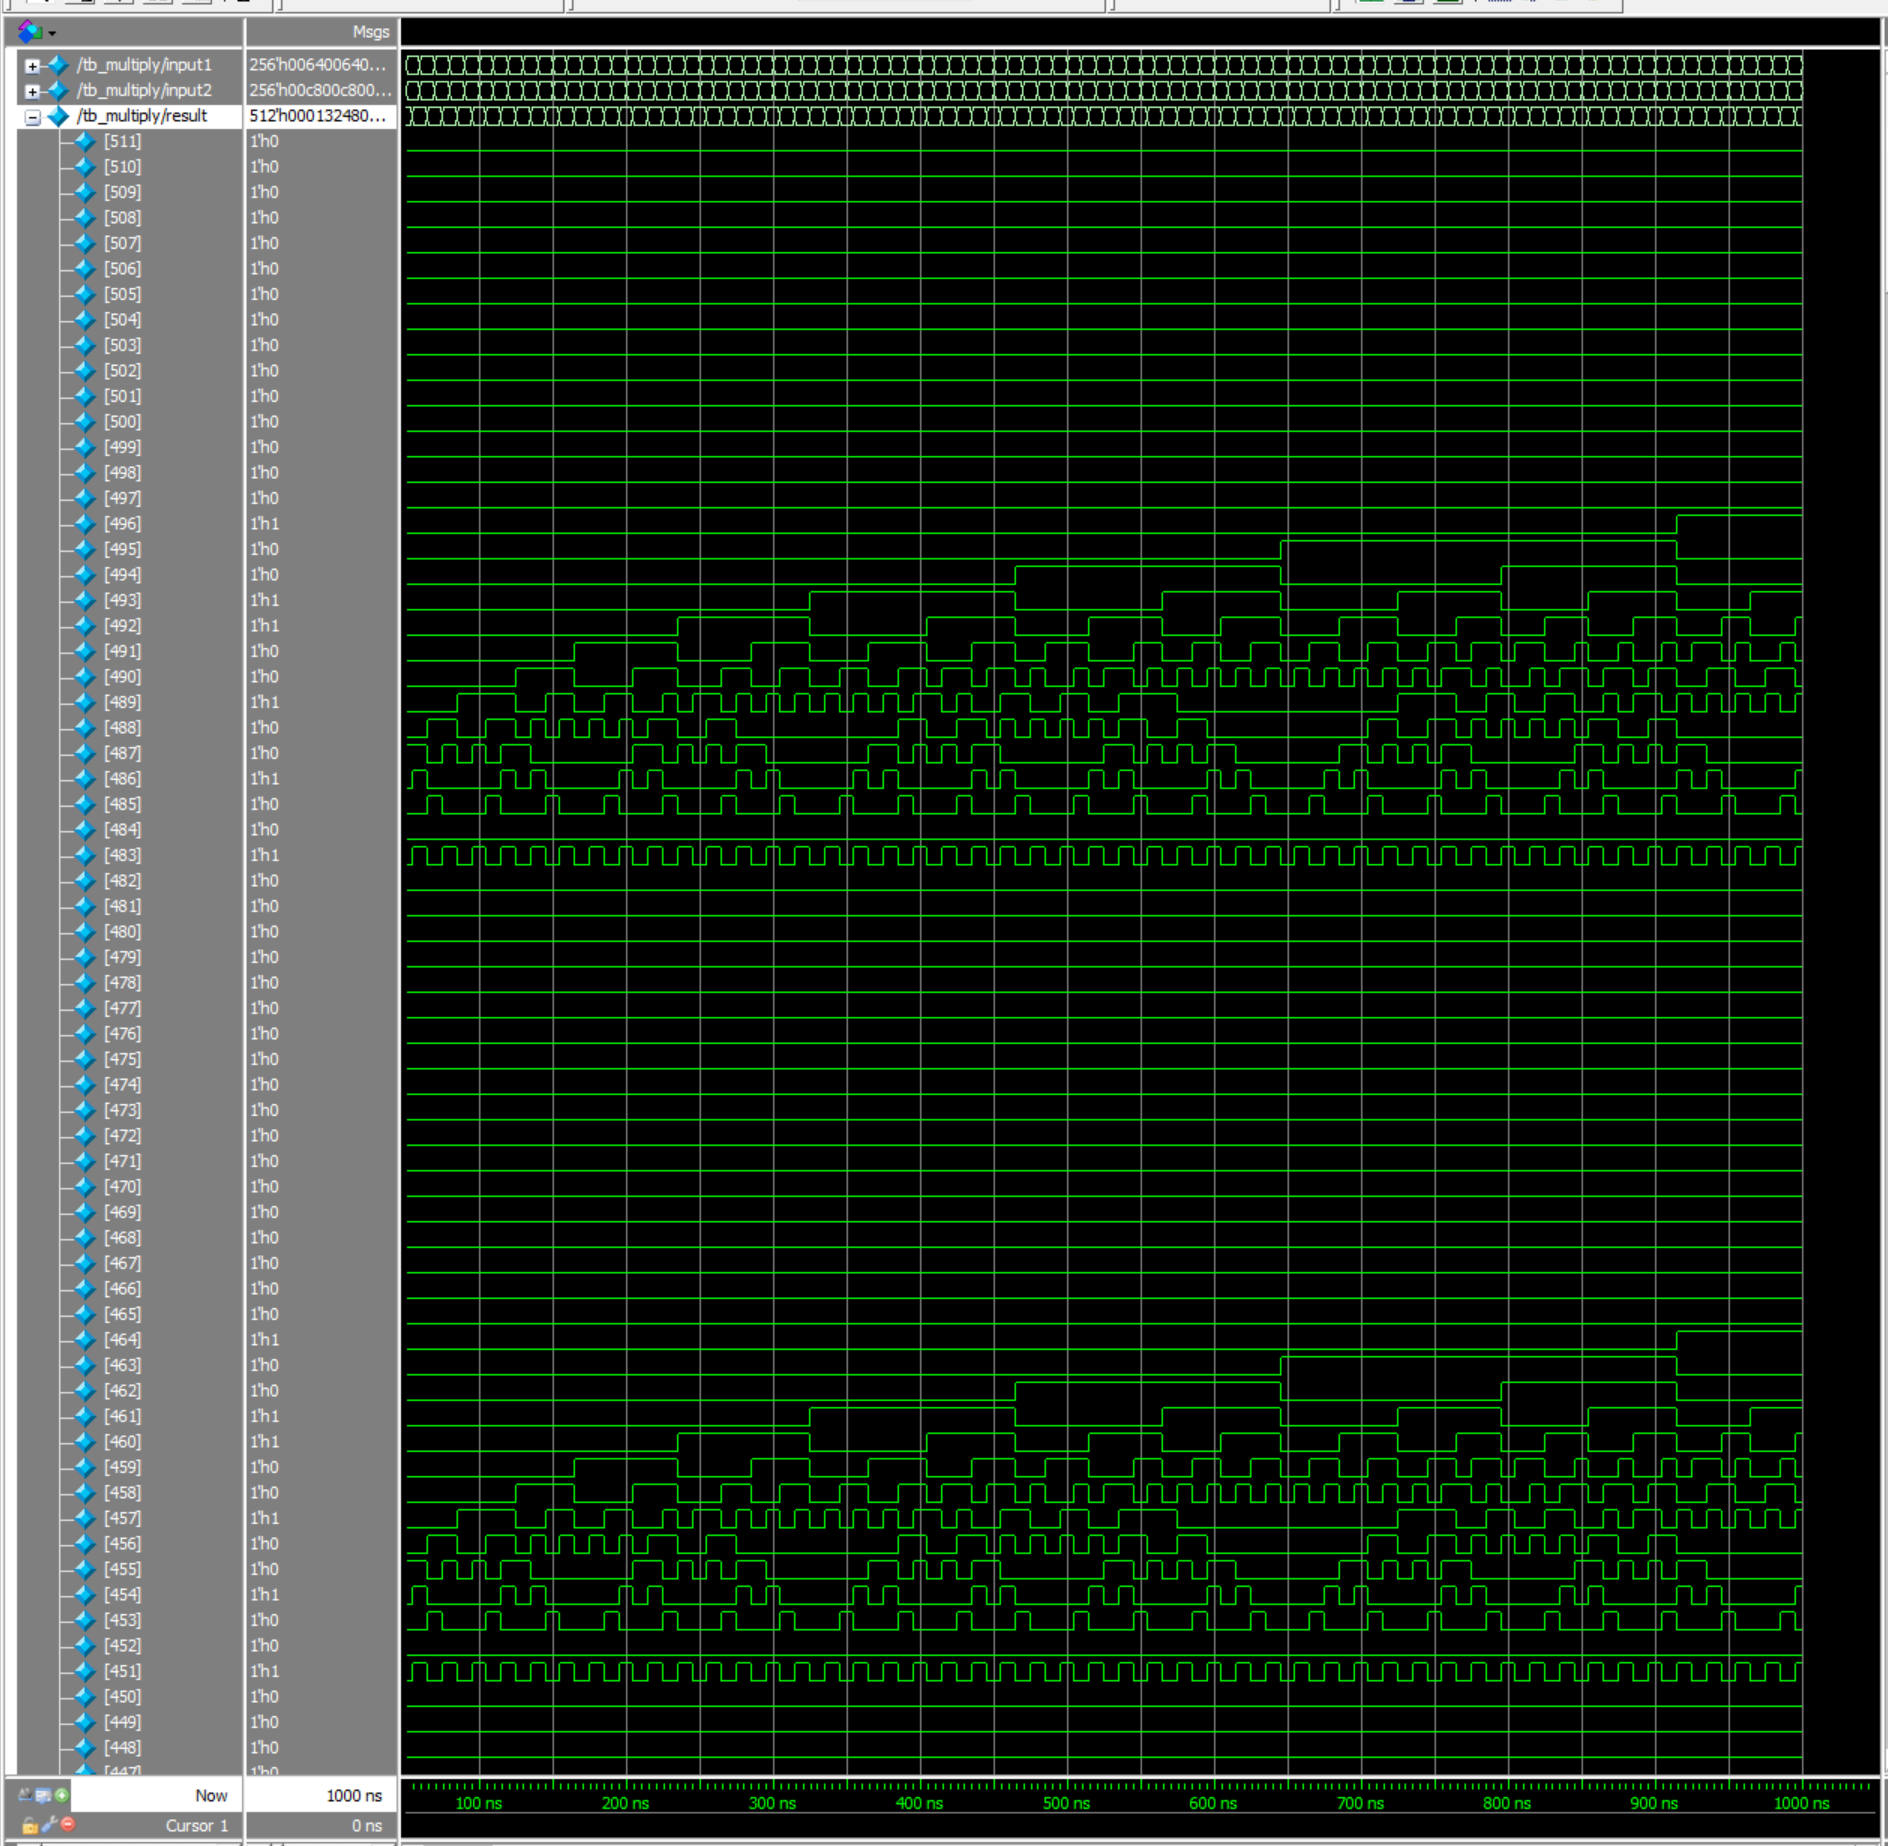 Msgs
/tb_multiply/input1 256'h006400640...
/tb_multiply/input2 256'h00c800c800...
/tb_multiply/result 512'h000132480...
[511] 1'h0
[510] 1'h0
[509] 1'h0
[508] 1'h0
[507] 1'h0
[506] 1'h0
[505] 1'h0
[504] 1'h0
[503] 1'h0
[502] 1'h0
[501] 1'h0
[500] 1'h0
[499] 1'h0
[498] 1'h0
[497] 1'h0
[496] 1'h1
[495] 1'h0
[494] 1'h0
[493] 1'h1
[492] 1'h1
[491] 1'h0
[490] 1'h0
[489] 1'h1
[488] 1'h0
[487] 1'h0
[486] 1'h1
[485] 1'h0
[484] 1'h0
[483] 1'h1
[482] 1'h0
[481] 1'h0
[480] 1'h0
[479] 1'h0
[478] 1'h0
[477] 1'h0
[476] 1'h0
[475] 1'h0
[474] 1'h0
[473] 1'h0
[472] 1'h0
[471] 1'h0
[470] 1'h0
[469] 1'h0
[468] 1'h0
[467] 1'h0
[466] 1'h0
[465] 1'h0
[464] 1'h1
[463] 1'h0
[462] 1'h0
[461] 1'h1
[460] 1'h1
[459] 1'h0
[458] 1'h0
[457] 1'h1
[456] 1'h0
[455] 1'h0
[454] 1'h1
[453] 1'h0
[452] 1'h0
[451] 1'h1
[450] 1'h0
[449] 1'h0
[448] 1'h0
[447] 1'h0
Now 1000 ns
100 ns 200 ns 300 ns 400 ns 500 ns 600 ns 700 ns 800 ns 900 ns 1000 ns
Cursor 1 0 ns